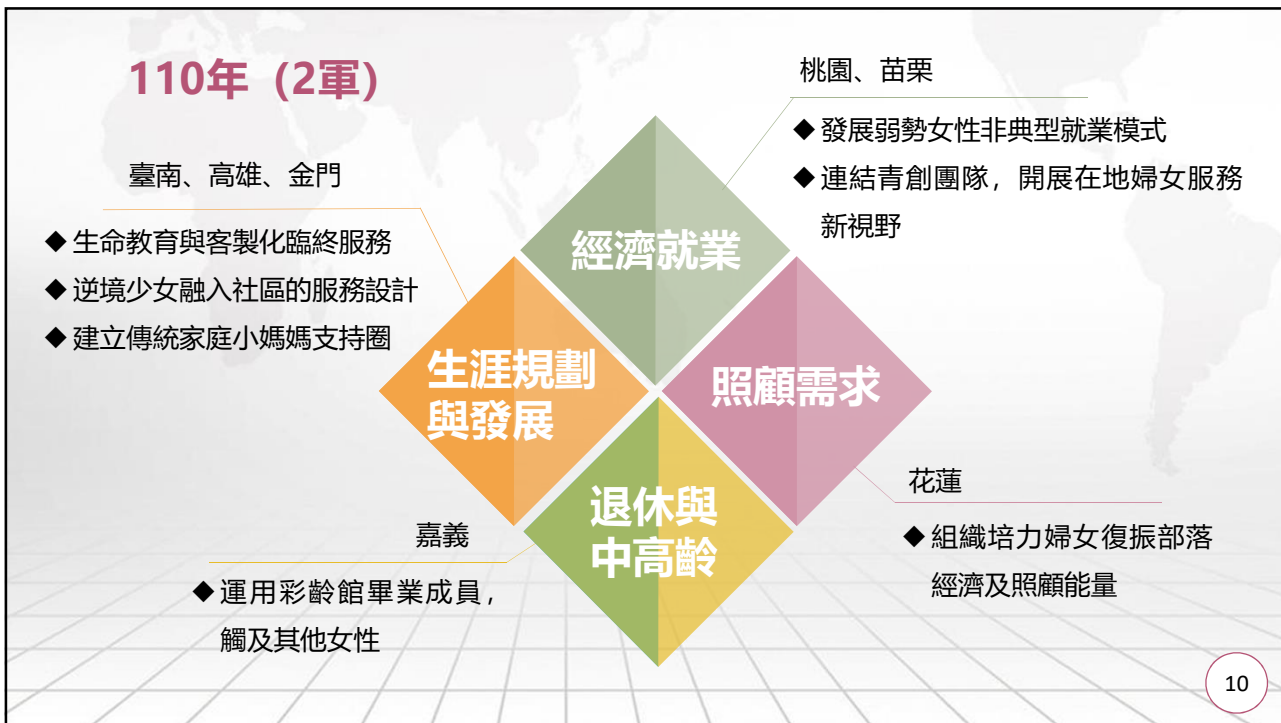 110年 (2軍)
臺南、高雄、金門
◆ 生命教育與客製化臨終服務
◆ 逆境少女融入社區的服務設計
◆ 建立傳統家庭小媽媽支持圈
桃園、苗栗
◆ 發展弱勢女性非典型就業模式
◆ 連結青創團隊，開展在地婦女服務
新視野
經濟就業
生涯規劃
與發展
照顧需求
退休與
中高齡
花蓮
◆ 組織培力婦女復振部落
經濟及照顧能量
嘉義
◆ 運用彩齡館畢業成員，
觸及其他女性
10